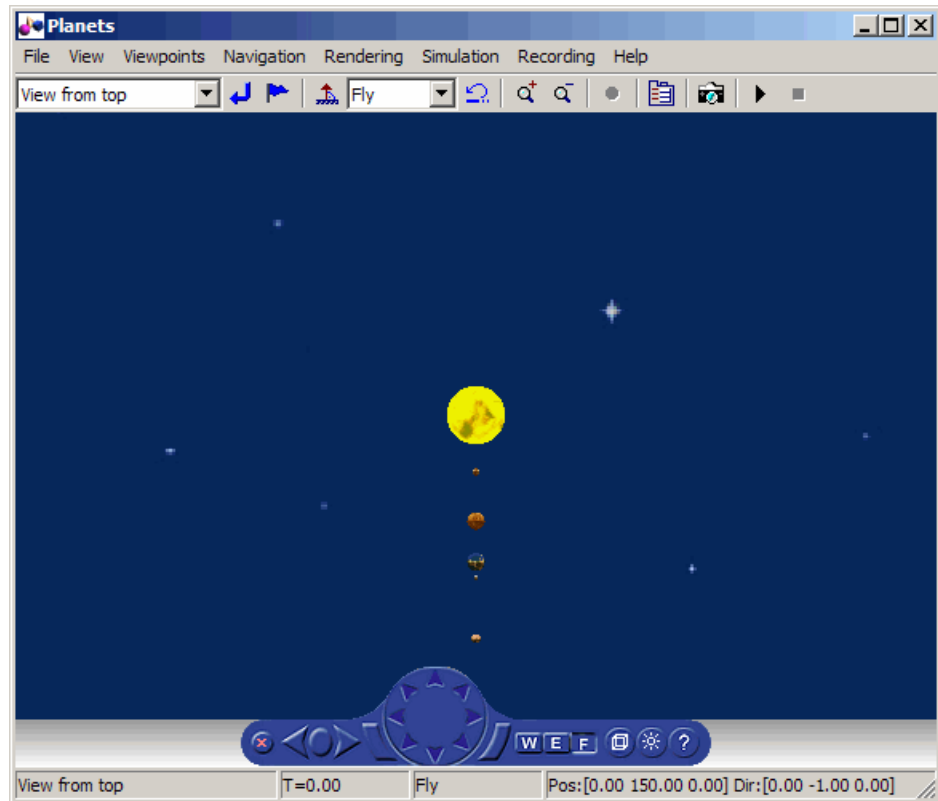 Planets
File View Viewpoints Navigation Rendering Simulation Recording Help
View from top Fly
W E F ?
View from top T=0.00 Fly Pos:[0.00 150.00 0.00] Dir:[0.00 -1.00 0.00]